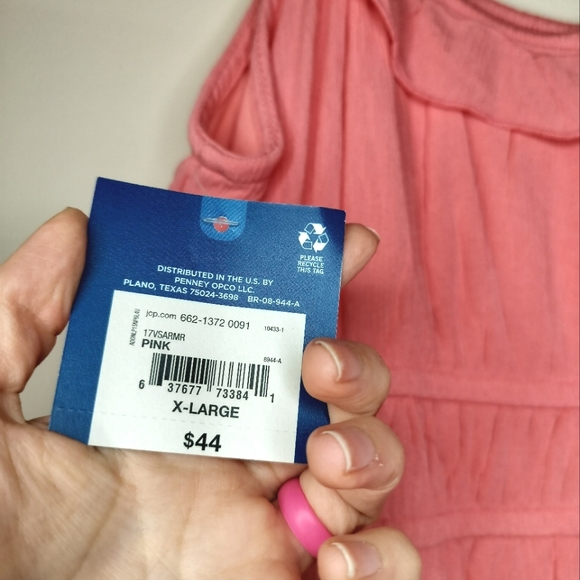 PLEASE
RECYCLE
THIS TAG
DISTRIBUTED IN THE U.S. BY
PENNEY OPCO LLC.
PLANO, TEXAS 75024-3698 BR-08-944-A
jcp.com 662-1372 0091
10433-1
17VSARMR
PINK
8944-A
6 37677 73384 1
X-LARGE
$44